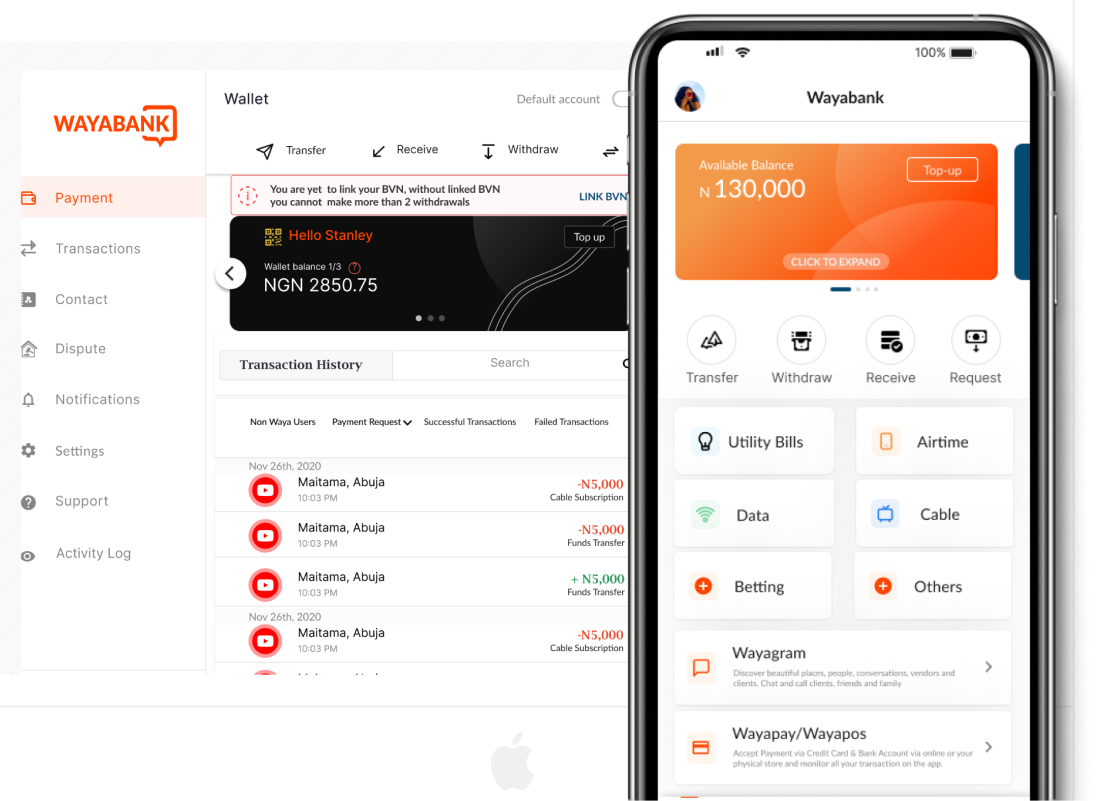 WAYABANK
Payment
Transactions
Contact
Dispute
Notifications
Settings
Support
Activity Log
Wallet
Default account
Transfer
Receive
Withdraw
You are yet to link your BVN, without linked BVN
you cannot make more than 2 withdrawals
LINK BVN
Hello Stanley
Top up
Wallet balance 1/3 ?
NGN 2850.75
Transaction History
Search
Non Waya Users
Payment Request
Successful Transactions
Failed Transactions
Nov 26th, 2020
Maitama, Abuja
10:03 PM
-N5,000
Cable Subscription
Maitama, Abuja
10:03 PM
-N5,000
Funds Transfer
Maitama, Abuja
10:03 PM
+ N5,000
Funds Transfer
Nov 26th, 2020
Maitama, Abuja
10:03 PM
-N5,000
Cable Subscription
100%
Wayabank
Available Balance
N 130,000
Top-up
CLICK TO EXPAND
Transfer
Withdraw
Receive
Request
Utility Bills
Airtime
Data
Cable
Betting
Others
Wayagram
Discover beautiful places, people, conversations, vendors and
clients. Chat and call clients, friends and family
Wayapay/Wayapos
Accept Payment via Credit Card & Bank Account via online or your
physical store and monitor all your transaction on the app.